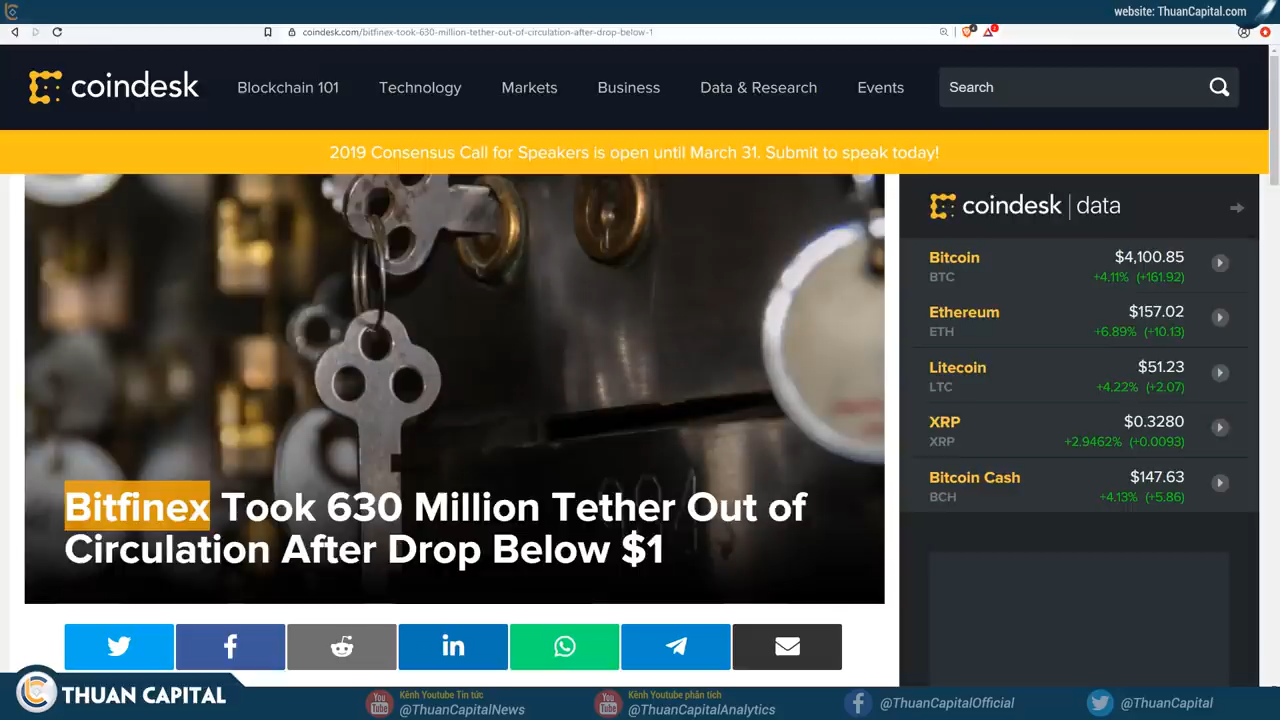 website: ThuanCapital.com
coindesk.com/bitfinex-took-630-million-tether-out-of-circulation-after-drop-below-1
coindesk
Blockchain 101
Technology
Markets
Business
Data & Research
Events
Search
2019 Consensus Call for Speakers is open until March 31. Submit to speak today!
coindesk | data
Bitcoin $4,100.85
BTC +4.11% (+161.92)
Ethereum $157.02
ETH +6.89% (+10.13)
Litecoin $51.23
LTC +4.22% (+2.07)
XRP $0.3280
XRP +2.9462% (+0.0093)
Bitcoin Cash $147.63
BCH +4.13% (+5.86)
Bitfinex Took 630 Million Tether Out of
Circulation After Drop Below $1
THUAN CAPITAL
You Tube
Kênh Youtube Tin tức
@ThuanCapitalNews
You Tube
Kênh Youtube phân tích
@ThuanCapitalAnalytics
@ThuanCapitalOfficial
@ThuanCapital